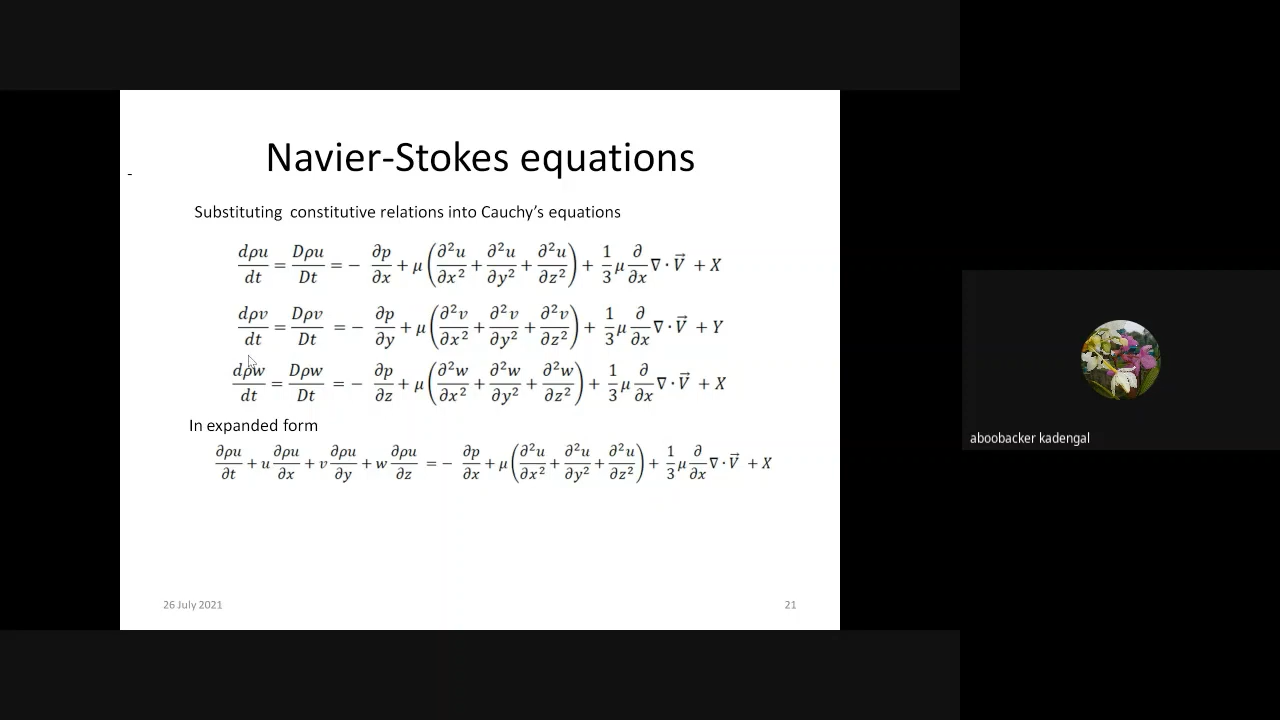 Navier-Stokes equations
-
Substituting constitutive relations into Cauchy's equations
dρu/dt = Dρu/Dt = − ∂p/∂x + μ(∂²u/∂x² + ∂²u/∂y² + ∂²u/∂z²) + 1/3 μ ∂/∂x ∇·V⃗ + X
dρv/dt = Dρv/Dt = − ∂p/∂y + μ(∂²v/∂x² + ∂²v/∂y² + ∂²v/∂z²) + 1/3 μ ∂/∂x ∇·V⃗ + Y
dρw/dt = Dρw/Dt = − ∂p/∂z + μ(∂²w/∂x² + ∂²w/∂y² + ∂²w/∂z²) + 1/3 μ ∂/∂x ∇·V⃗ + X
In expanded form
∂ρu/∂t + u ∂ρu/∂x + v ∂ρu/∂y + w ∂ρu/∂z = − ∂p/∂x + μ(∂²u/∂x² + ∂²u/∂y² + ∂²u/∂z²) + 1/3 μ ∂/∂x ∇·V⃗ + X
26 July 2021
21
aboobacker kadengal